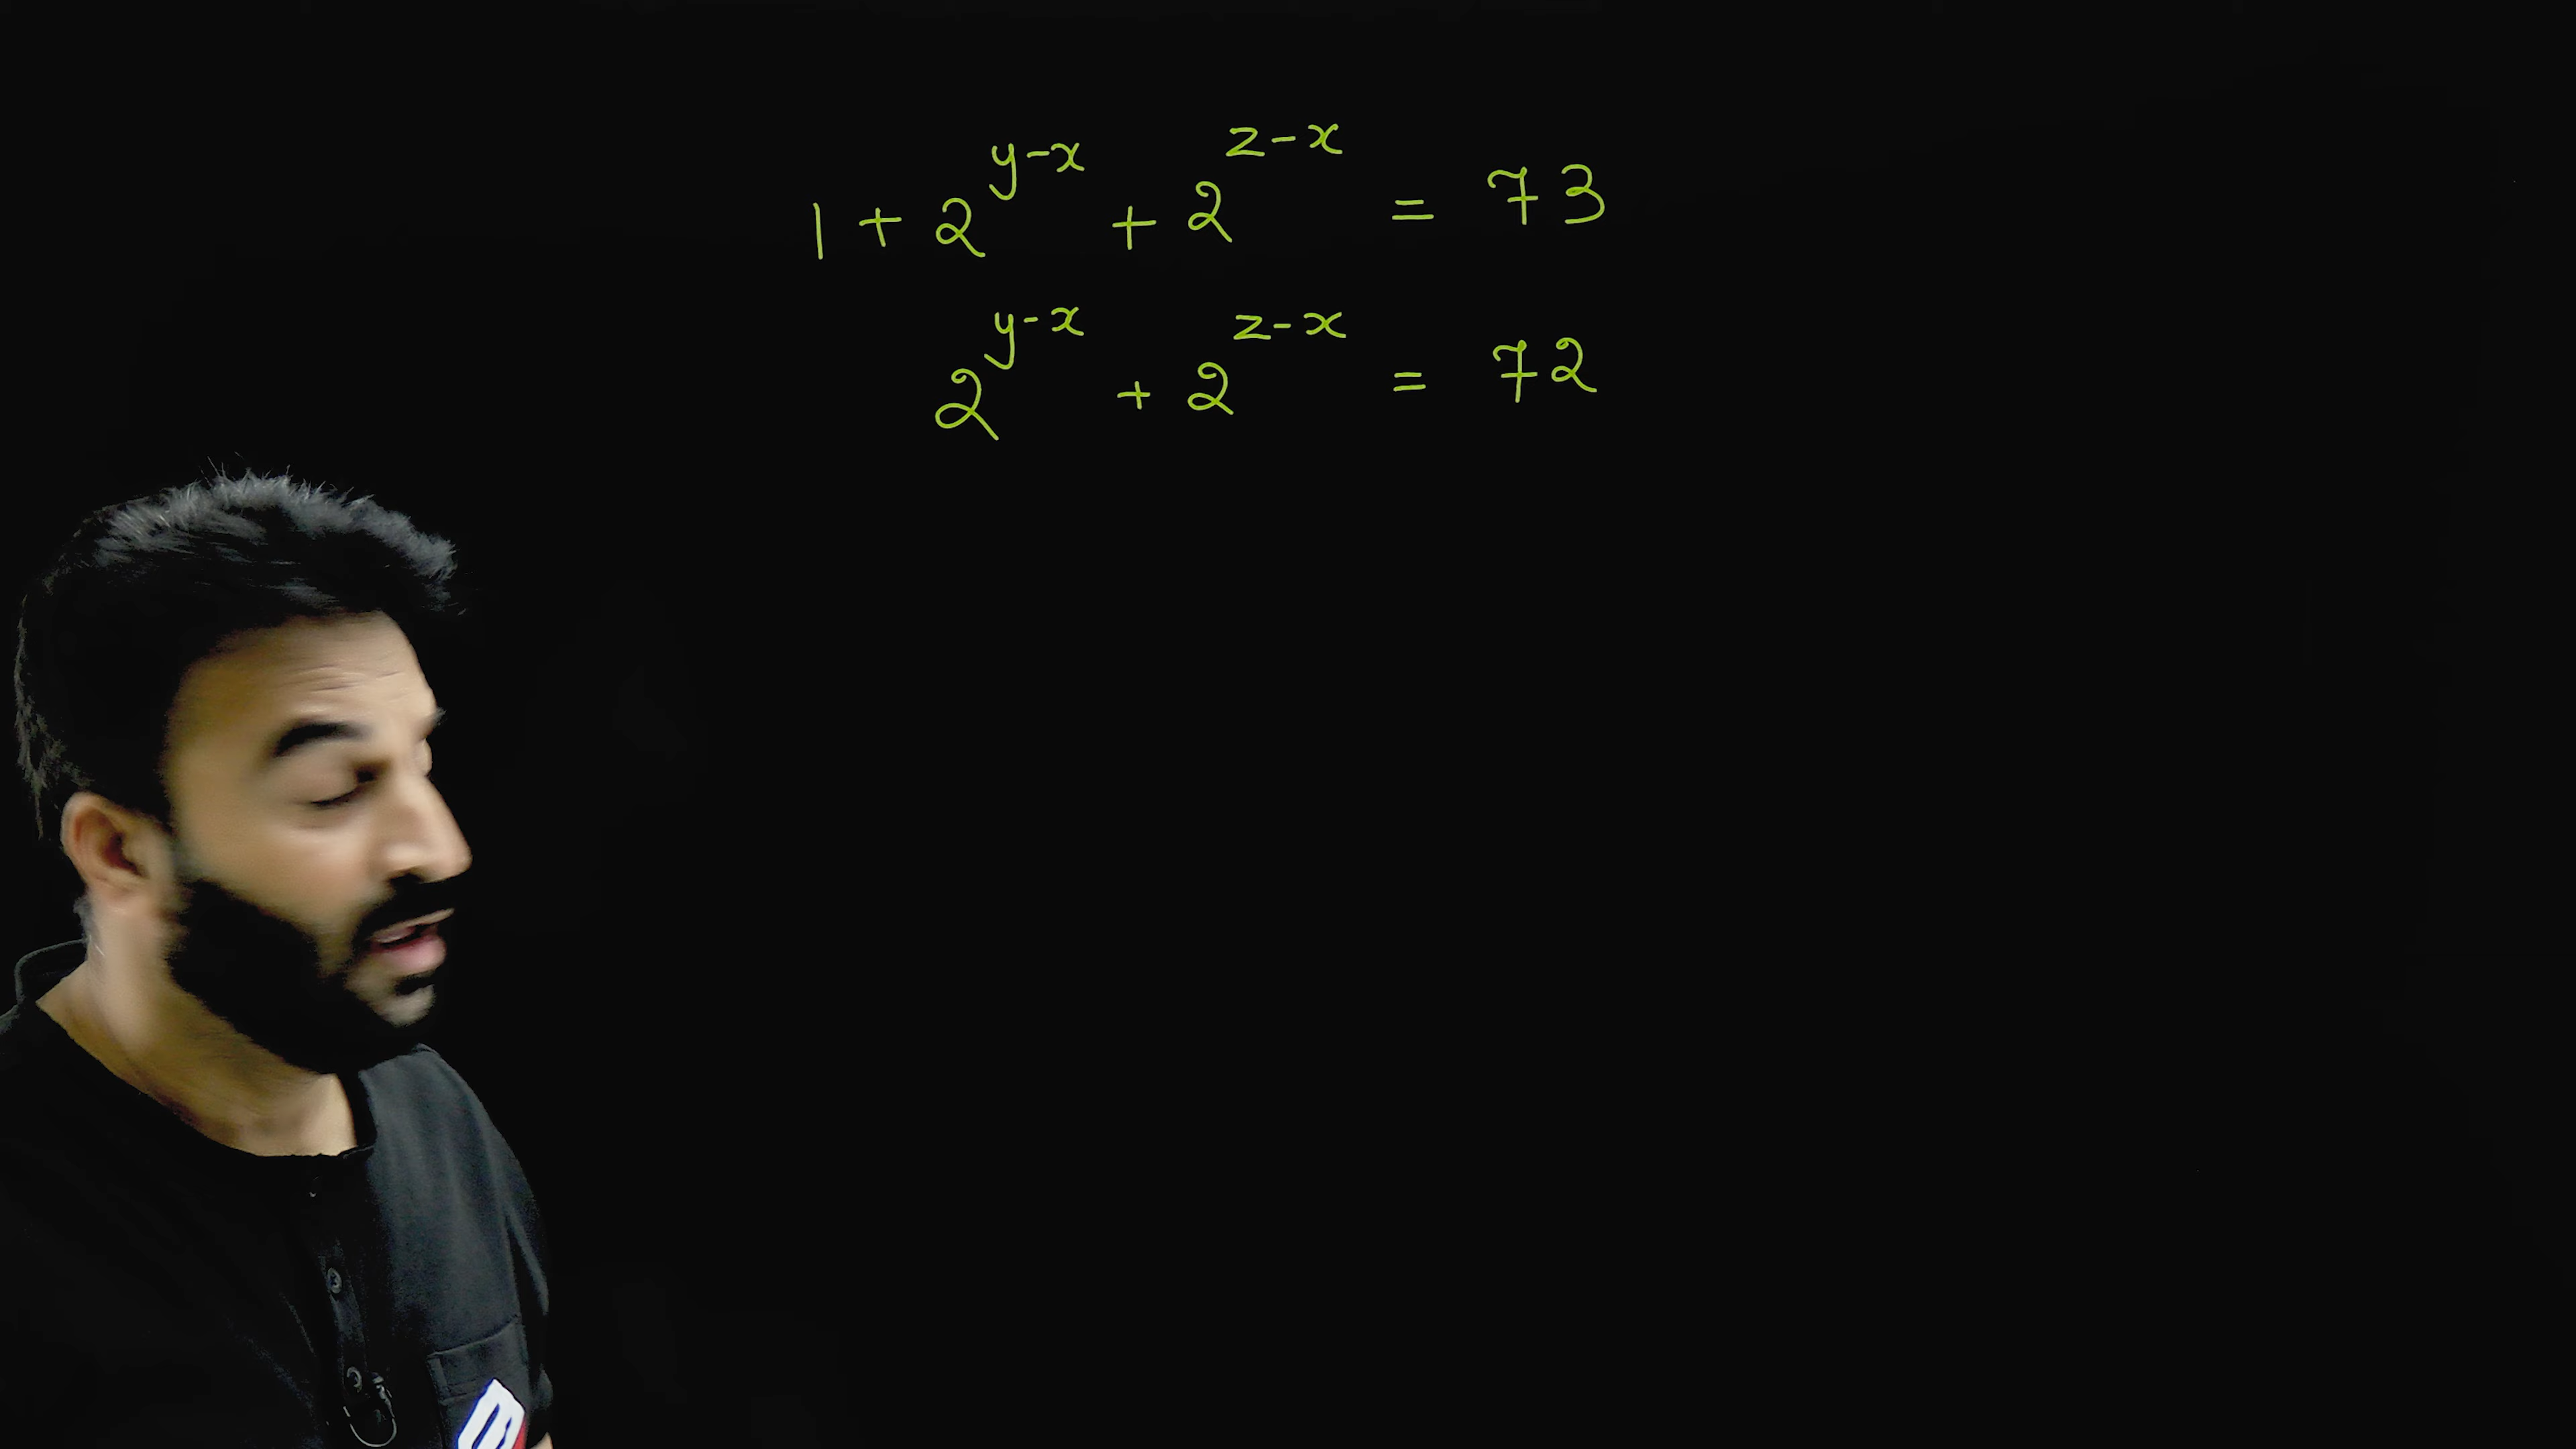 1 + 2^{y-x} + 2^{z-x} = 73
2^{y-x} + 2^{z-x} = 72